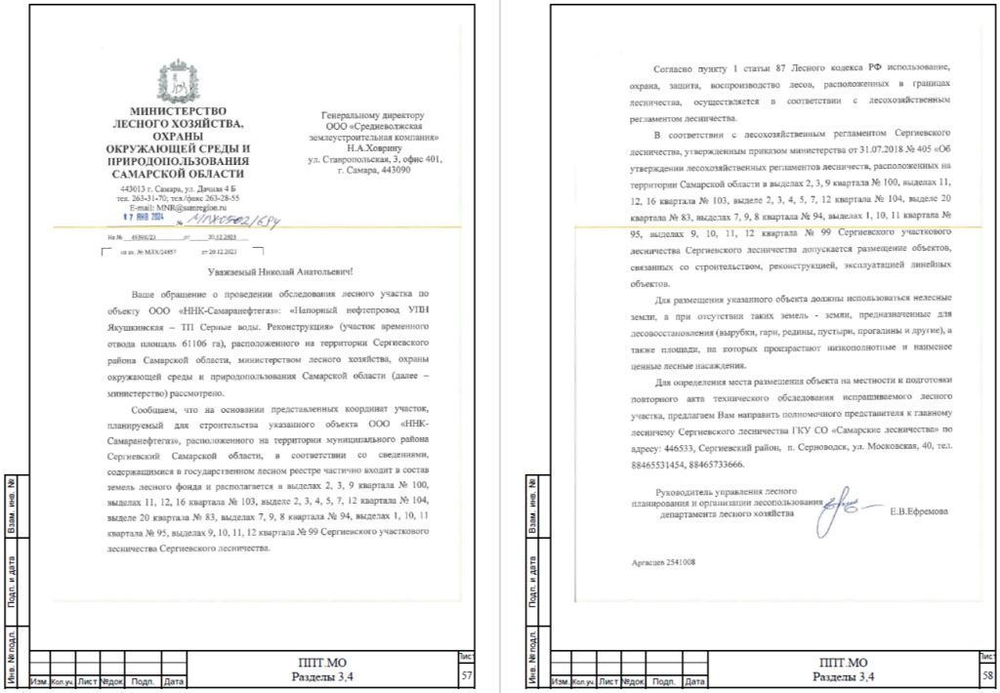 МИНИСТЕРСТВО
ЛЕСНОГО ХОЗЯЙСТВА,
ОХРАНЫ
ОКРУЖАЮЩЕЙ СРЕДЫ И
ПРИРОДОПОЛЬЗОВАНИЯ
САМАРСКОЙ ОБЛАСТИ
443013 г. Самара, ул. Дачная 4 Б
тел. 263-31-70; тел./факс 263-28-55
E-mail: MNR@samregion.ru
17 ЯНВ 2024 № МЛХ0502/684
На № 49398/23 от 20.12.2023
на вх. № МЛХ/24857 от 20.12.2023
Генеральному директору
ООО «Средневолжская
землеустроительная компания»
Н.А.Ховрину
ул. Ставропольская, 3, офис 401,
г. Самара, 443090
Уважаемый Николай Анатольевич!
Ваше обращение о проведении обследования лесного участка по
объекту ООО «ННК-Самаранефтегаз»: «Напорный нефтепровод УПН
Якушкинская – ТП Серные воды. Реконструкция» (участок временного
отвода площадь 61106 га), расположенного на территории Сергиевского
района Самарской области, министерством лесного хозяйства, охраны
окружающей среды и природопользования Самарской области (далее –
министерство) рассмотрено.
Сообщаем, что на основании представленных координат участок,
планируемый для строительства указанного объекта ООО «ННК-
Самаранефтегаз», расположенного на территории муниципального района
Сергиевский Самарской области, в соответствии со сведениями,
содержащимися в государственном лесном реестре частично входит в состав
земель лесного фонда и располагается в выделах 2, 3, 9 квартала № 100,
выделах 11, 12, 16 квартала № 103, выделе 2, 3, 4, 5, 7, 12 квартала № 104,
выделе 20 квартала № 83, выделах 7, 9, 8 квартала № 94, выделах 1, 10, 11
квартала № 95, выделах 9, 10, 11, 12 квартала № 99 Сергиевского участкового
лесничества Сергиевского лесничества.
Взам. инв. №
Подп. и дата
Инв. № подл.
Изм. Кол.уч. Лист №док Подп. Дата
ППТ.МО
Разделы 3,4
Лист
57
Согласно пункту 1 статьи 87 Лесного кодекса РФ использование,
охрана, защита, воспроизводство лесов, расположенных в границах
лесничества, осуществляется в соответствии с лесохозяйственным
регламентом лесничества.
В соответствии с лесохозяйственным регламентом Сергиевского
лесничества, утвержденным приказом министерства от 31.07.2018 № 405 «Об
утверждении лесохозяйственных регламентов лесничеств, расположенных на
территории Самарской области в выделах 2, 3, 9 квартала № 100, выделах 11,
12, 16 квартала № 103, выделе 2, 3, 4, 5, 7, 12 квартала № 104, выделе 20
квартала № 83, выделах 7, 9, 8 квартала № 94, выделах 1, 10, 11 квартала №
95, выделах 9, 10, 11, 12 квартала № 99 Сергиевского участкового
лесничества Сергиевского лесничества допускается размещение объектов,
связанных со строительством, реконструкцией, эксплуатацией линейных
объектов.
Для размещения указанного объекта должны использоваться нелесные
земли, а при отсутствии таких земель - земли, предназначенные для
лесовосстановления (вырубки, гари, редины, пустыри, прогалины и другие), а
также площади, на которых произрастают низкополнотные и наименее
ценные лесные насаждения.
Для определения места размещения объекта на местности и подготовки
повторного акта технического обследования испрашиваемого лесного
участка, предлагаем Вам направить полномочного представителя к главному
лесничему Сергиевского лесничества ГКУ СО «Самарские лесничества» по
адресу: 446533, Сергиевский район, п. Серноводск, ул. Московская, 40, тел.
88465531454, 88465733666.
Руководитель управления лесного
планирования и организации лесопользования
департамента лесного хозяйства
Е.В.Ефремова
Аргасцев 2541008
Взам. инв. №
Подп. и дата
Инв. № подл.
Изм. Кол.уч. Лист №док Подп. Дата
ППТ.МО
Разделы 3,4
Лист
58